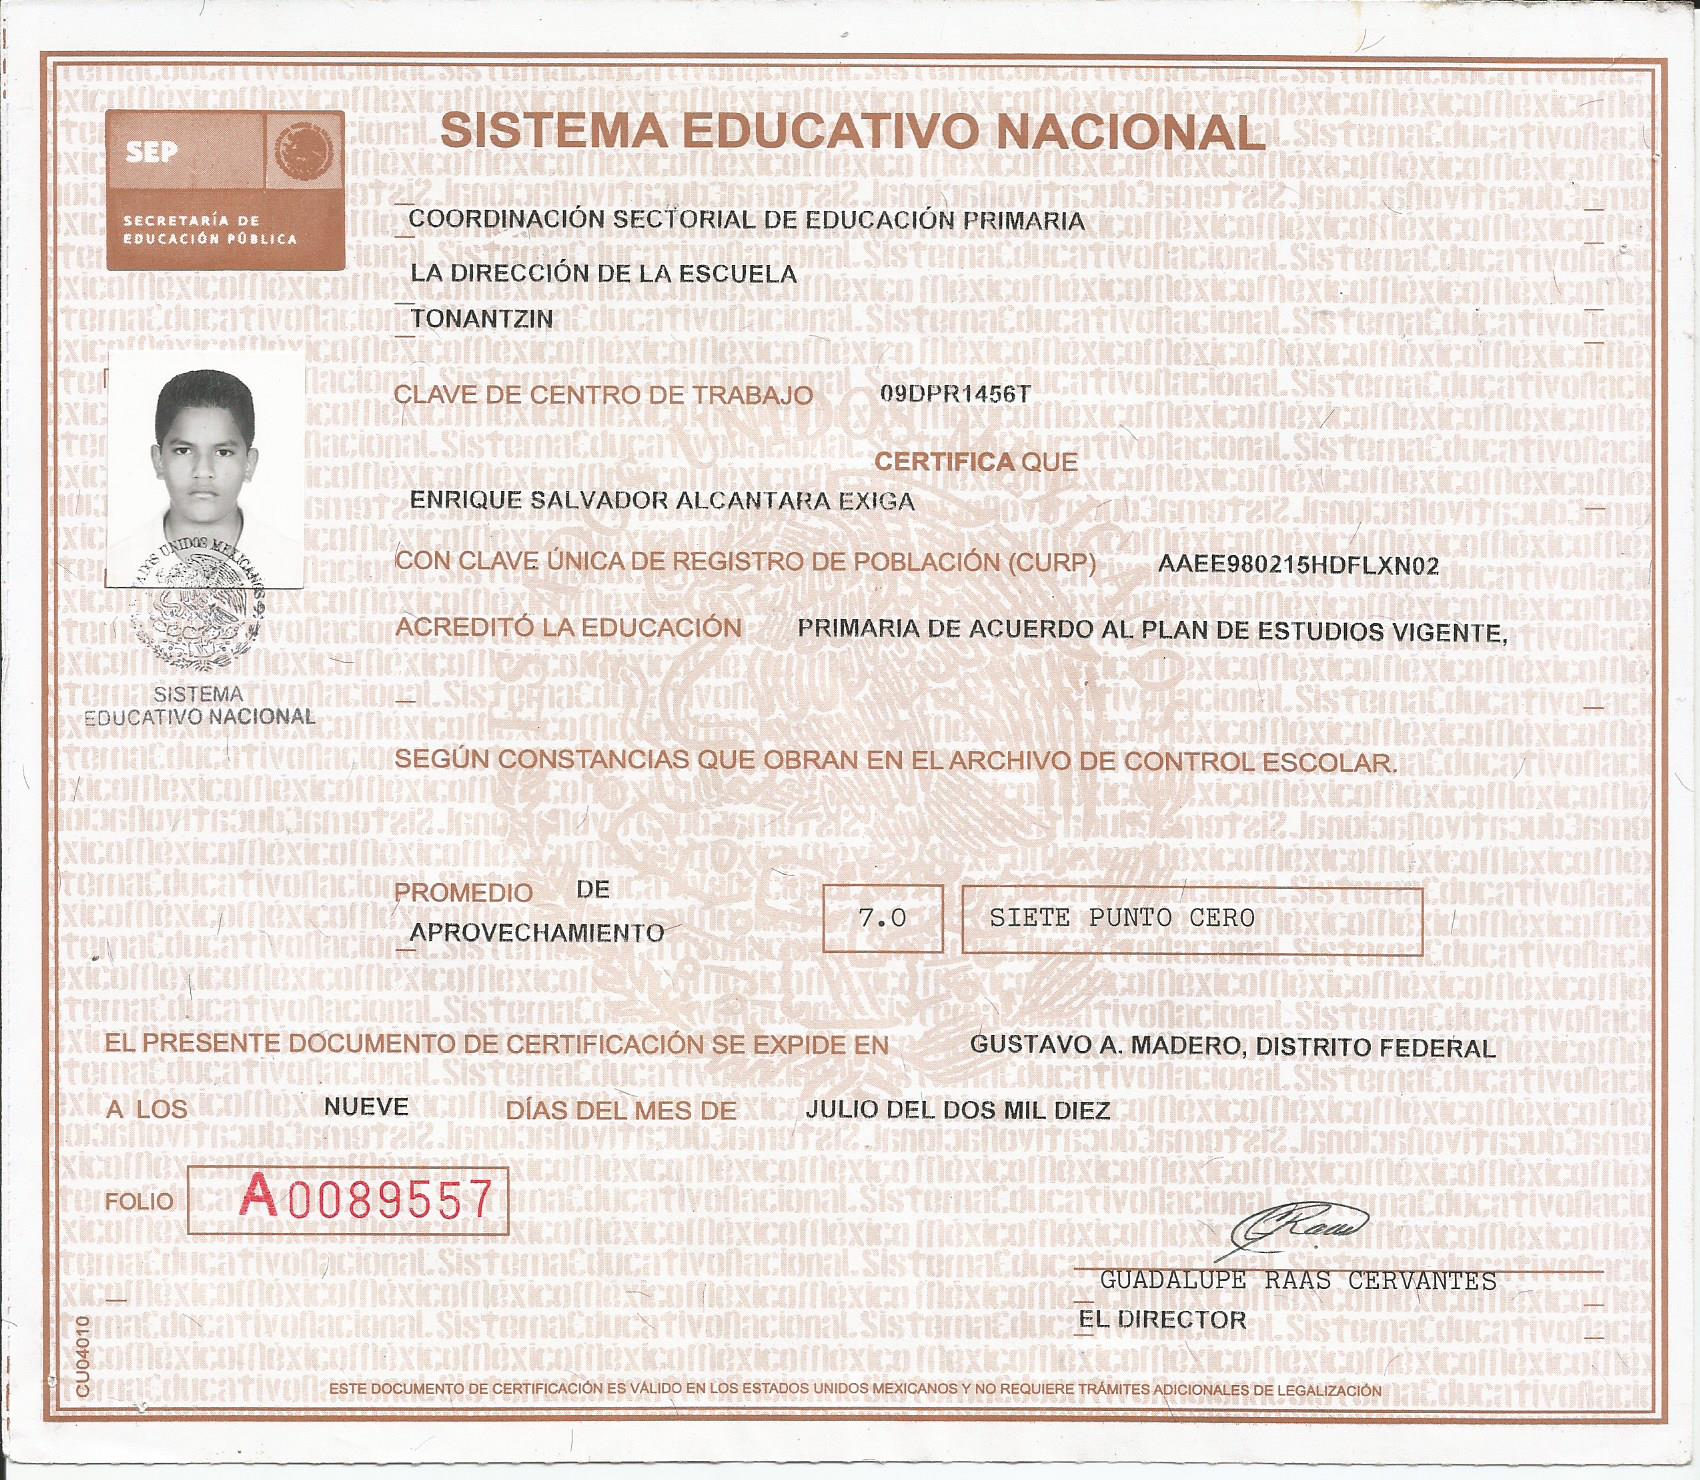 SISTEMA EDUCATIVO NACIONAL
SEP
SECRETARÍA DE
EDUCACIÓN PÚBLICA
COORDINACIÓN SECTORIAL DE EDUCACIÓN PRIMARIA
LA DIRECCIÓN DE LA ESCUELA
TONANTZIN
CLAVE DE CENTRO DE TRABAJO 09DPR1456T
CERTIFICA QUE
ENRIQUE SALVADOR ALCANTARA EXIGA
CON CLAVE ÚNICA DE REGISTRO DE POBLACIÓN (CURP) AAEE980215HDFLXN02
ACREDITÓ LA EDUCACIÓN PRIMARIA DE ACUERDO AL PLAN DE ESTUDIOS VIGENTE,
SISTEMA
EDUCATIVO NACIONAL
SEGÚN CONSTANCIAS QUE OBRAN EN EL ARCHIVO DE CONTROL ESCOLAR.
PROMEDIO DE
APROVECHAMIENTO 7.0 SIETE PUNTO CERO
EL PRESENTE DOCUMENTO DE CERTIFICACIÓN SE EXPIDE EN GUSTAVO A. MADERO, DISTRITO FEDERAL
A LOS NUEVE DÍAS DEL MES DE JULIO DEL DOS MIL DIEZ
FOLIO A0089557
GUADALUPE RAAS CERVANTES
EL DIRECTOR
CU04010
ESTE DOCUMENTO DE CERTIFICACIÓN ES VÁLIDO EN LOS ESTADOS UNIDOS MEXICANOS Y NO REQUIERE TRÁMITES ADICIONALES DE LEGALIZACIÓN